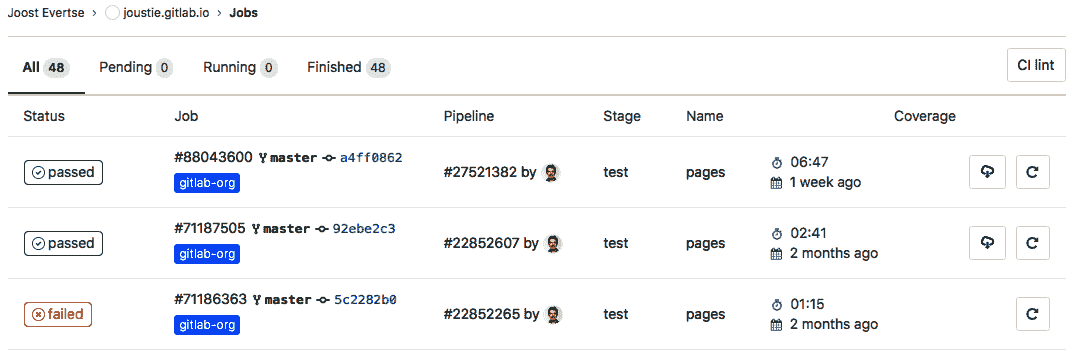 Joost Evertse › joustie.gitlab.io › Jobs
All 48 Pending 0 Running 0 Finished 48 CI lint
Status Job Pipeline Stage Name Coverage
#88043600 master a4ff0862 06:47
passed #27521382 by test pages
gitlab-org 1 week ago
#71187505 master 92ebe2c3 02:41
passed #22852607 by test pages
gitlab-org 2 months ago
#71186363 master 5c2282b0 01:15
failed #22852265 by test pages
gitlab-org 2 months ago